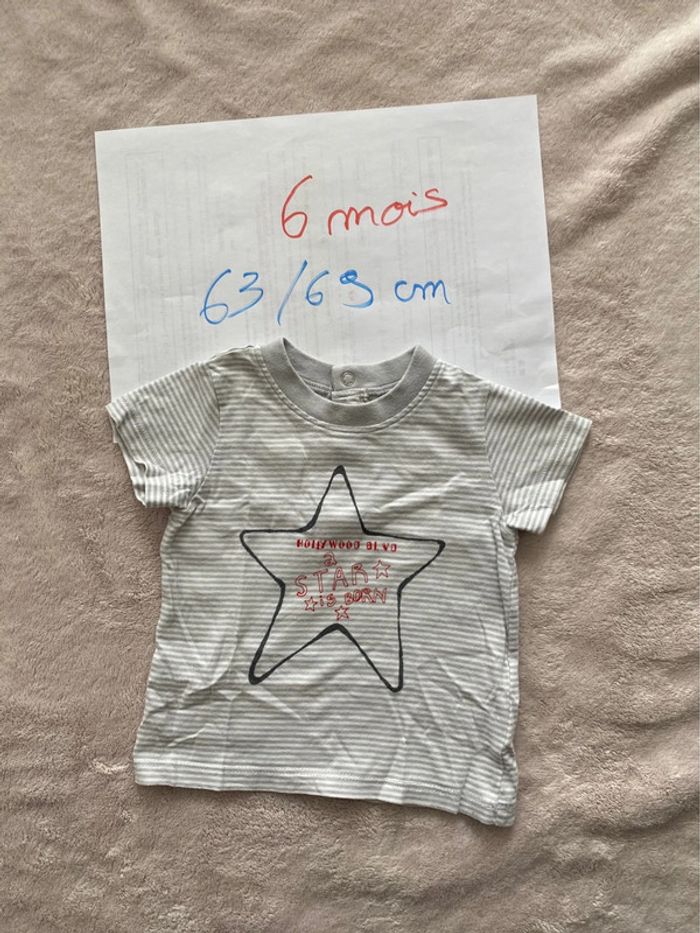 6 mois
63/69 cm
HOLLYWOOD BLVD
a
STAR
is BORN